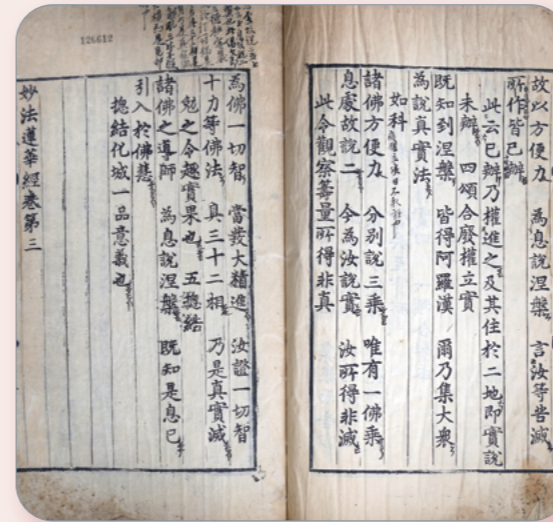 故以方便力　為息說涅槃　言汝等苦滅
所作皆已辦
此云已辦乃權進之及其住於二地即實說
未辦　四頌合廢權立實
既知到涅槃　皆得阿羅漢　爾乃集大衆
為說真實法
如科
諸佛方便力　分別說三乘　唯有一佛乘
息處故說二　今為汝說實　汝所得非滅
此令觀察籌量所得非真
為佛一切智　當發大精進　汝證一切智
十力等佛法　具三十二相　乃是真實滅
勉之令趣實果也　五摠結
諸佛之導師　為息說涅槃　既知是息已
引入於佛慧
摠結化城一品意義也
妙法蓮華經卷第三
126612